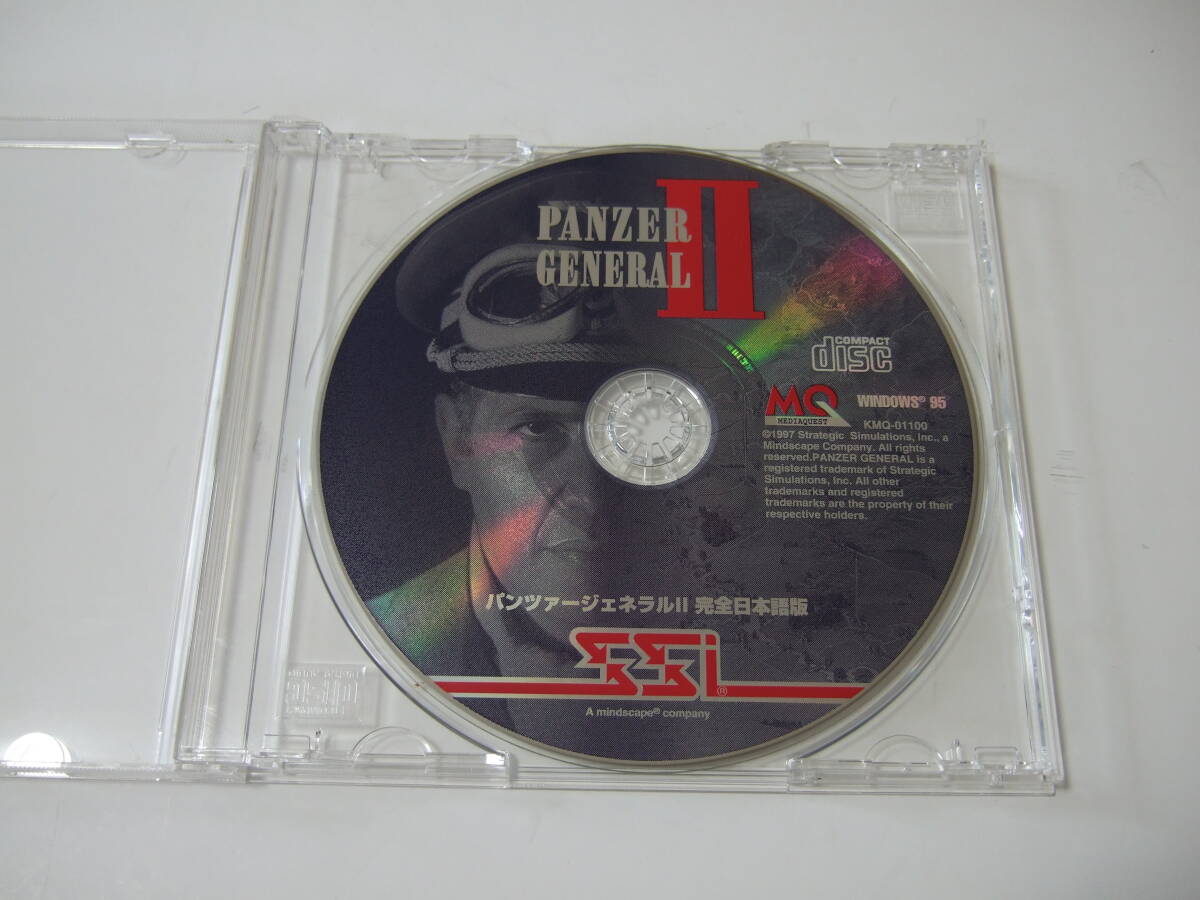 PANZER
GENERAL
II
COMPACT
disc
MQ
MEDIAQUEST
WINDOWS® 95
KMQ-01100
©1997 Strategic Simulations, Inc., a
Mindscape Company. All rights
reserved.PANZER GENERAL is a
registered trademark of Strategic
Simulations, Inc. All other
trademarks and registered
trademarks are the property of their
respective holders.
パンツァージェネラルII 完全日本語版
SSI®
A mindscape® company